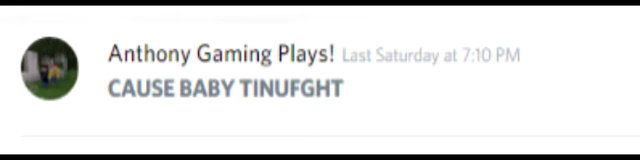 Anthony Gaming Plays! Last Saturday at 7:10 PM
CAUSE BABY TINUFGHT